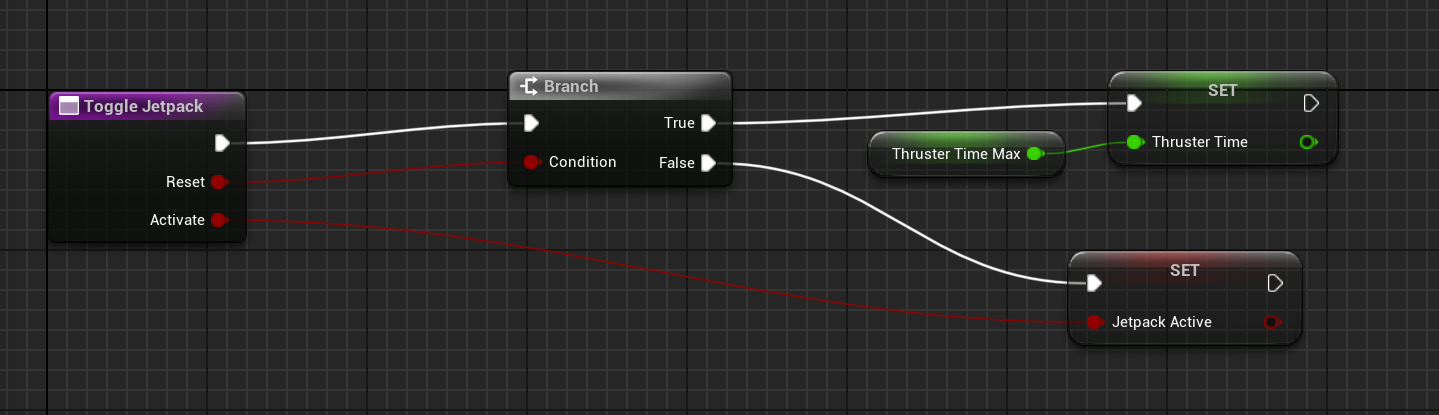 Toggle Jetpack
Reset
Activate
Branch
True
Condition
False
Thruster Time Max
SET
Thruster Time
SET
Jetpack Active